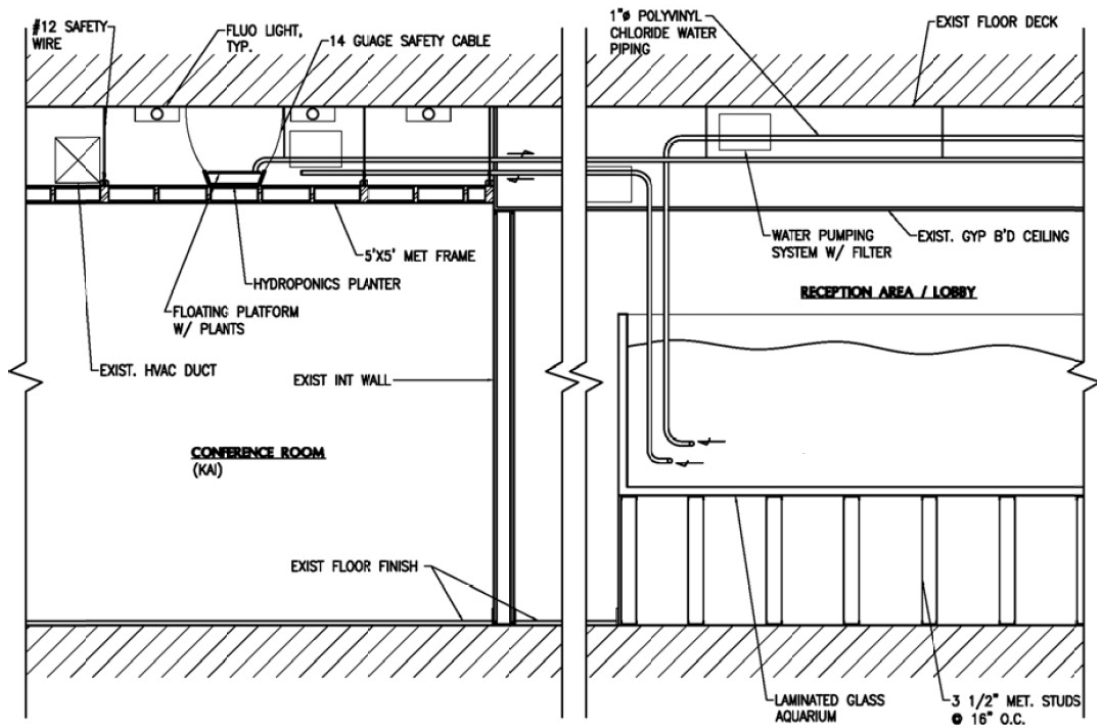 #12 SAFETY
WIRE
FLUO LIGHT,
TYP.
14 GUAGE SAFETY CABLE
1"ø POLYVINYL
CHLORIDE WATER
PIPING
EXIST FLOOR DECK
5'X5' MET FRAME
HYDROPONICS PLANTER
FLOATING PLATFORM
W/ PLANTS
EXIST. HVAC DUCT
WATER PUMPING
SYSTEM W/ FILTER
EXIST. GYP B'D CEILING
RECEPTION AREA / LOBBY
EXIST INT WALL
CONFERENCE ROOM
(KAI)
EXIST FLOOR FINISH
LAMINATED GLASS
AQUARIUM
3 1/2" MET. STUDS
@ 16" O.C.